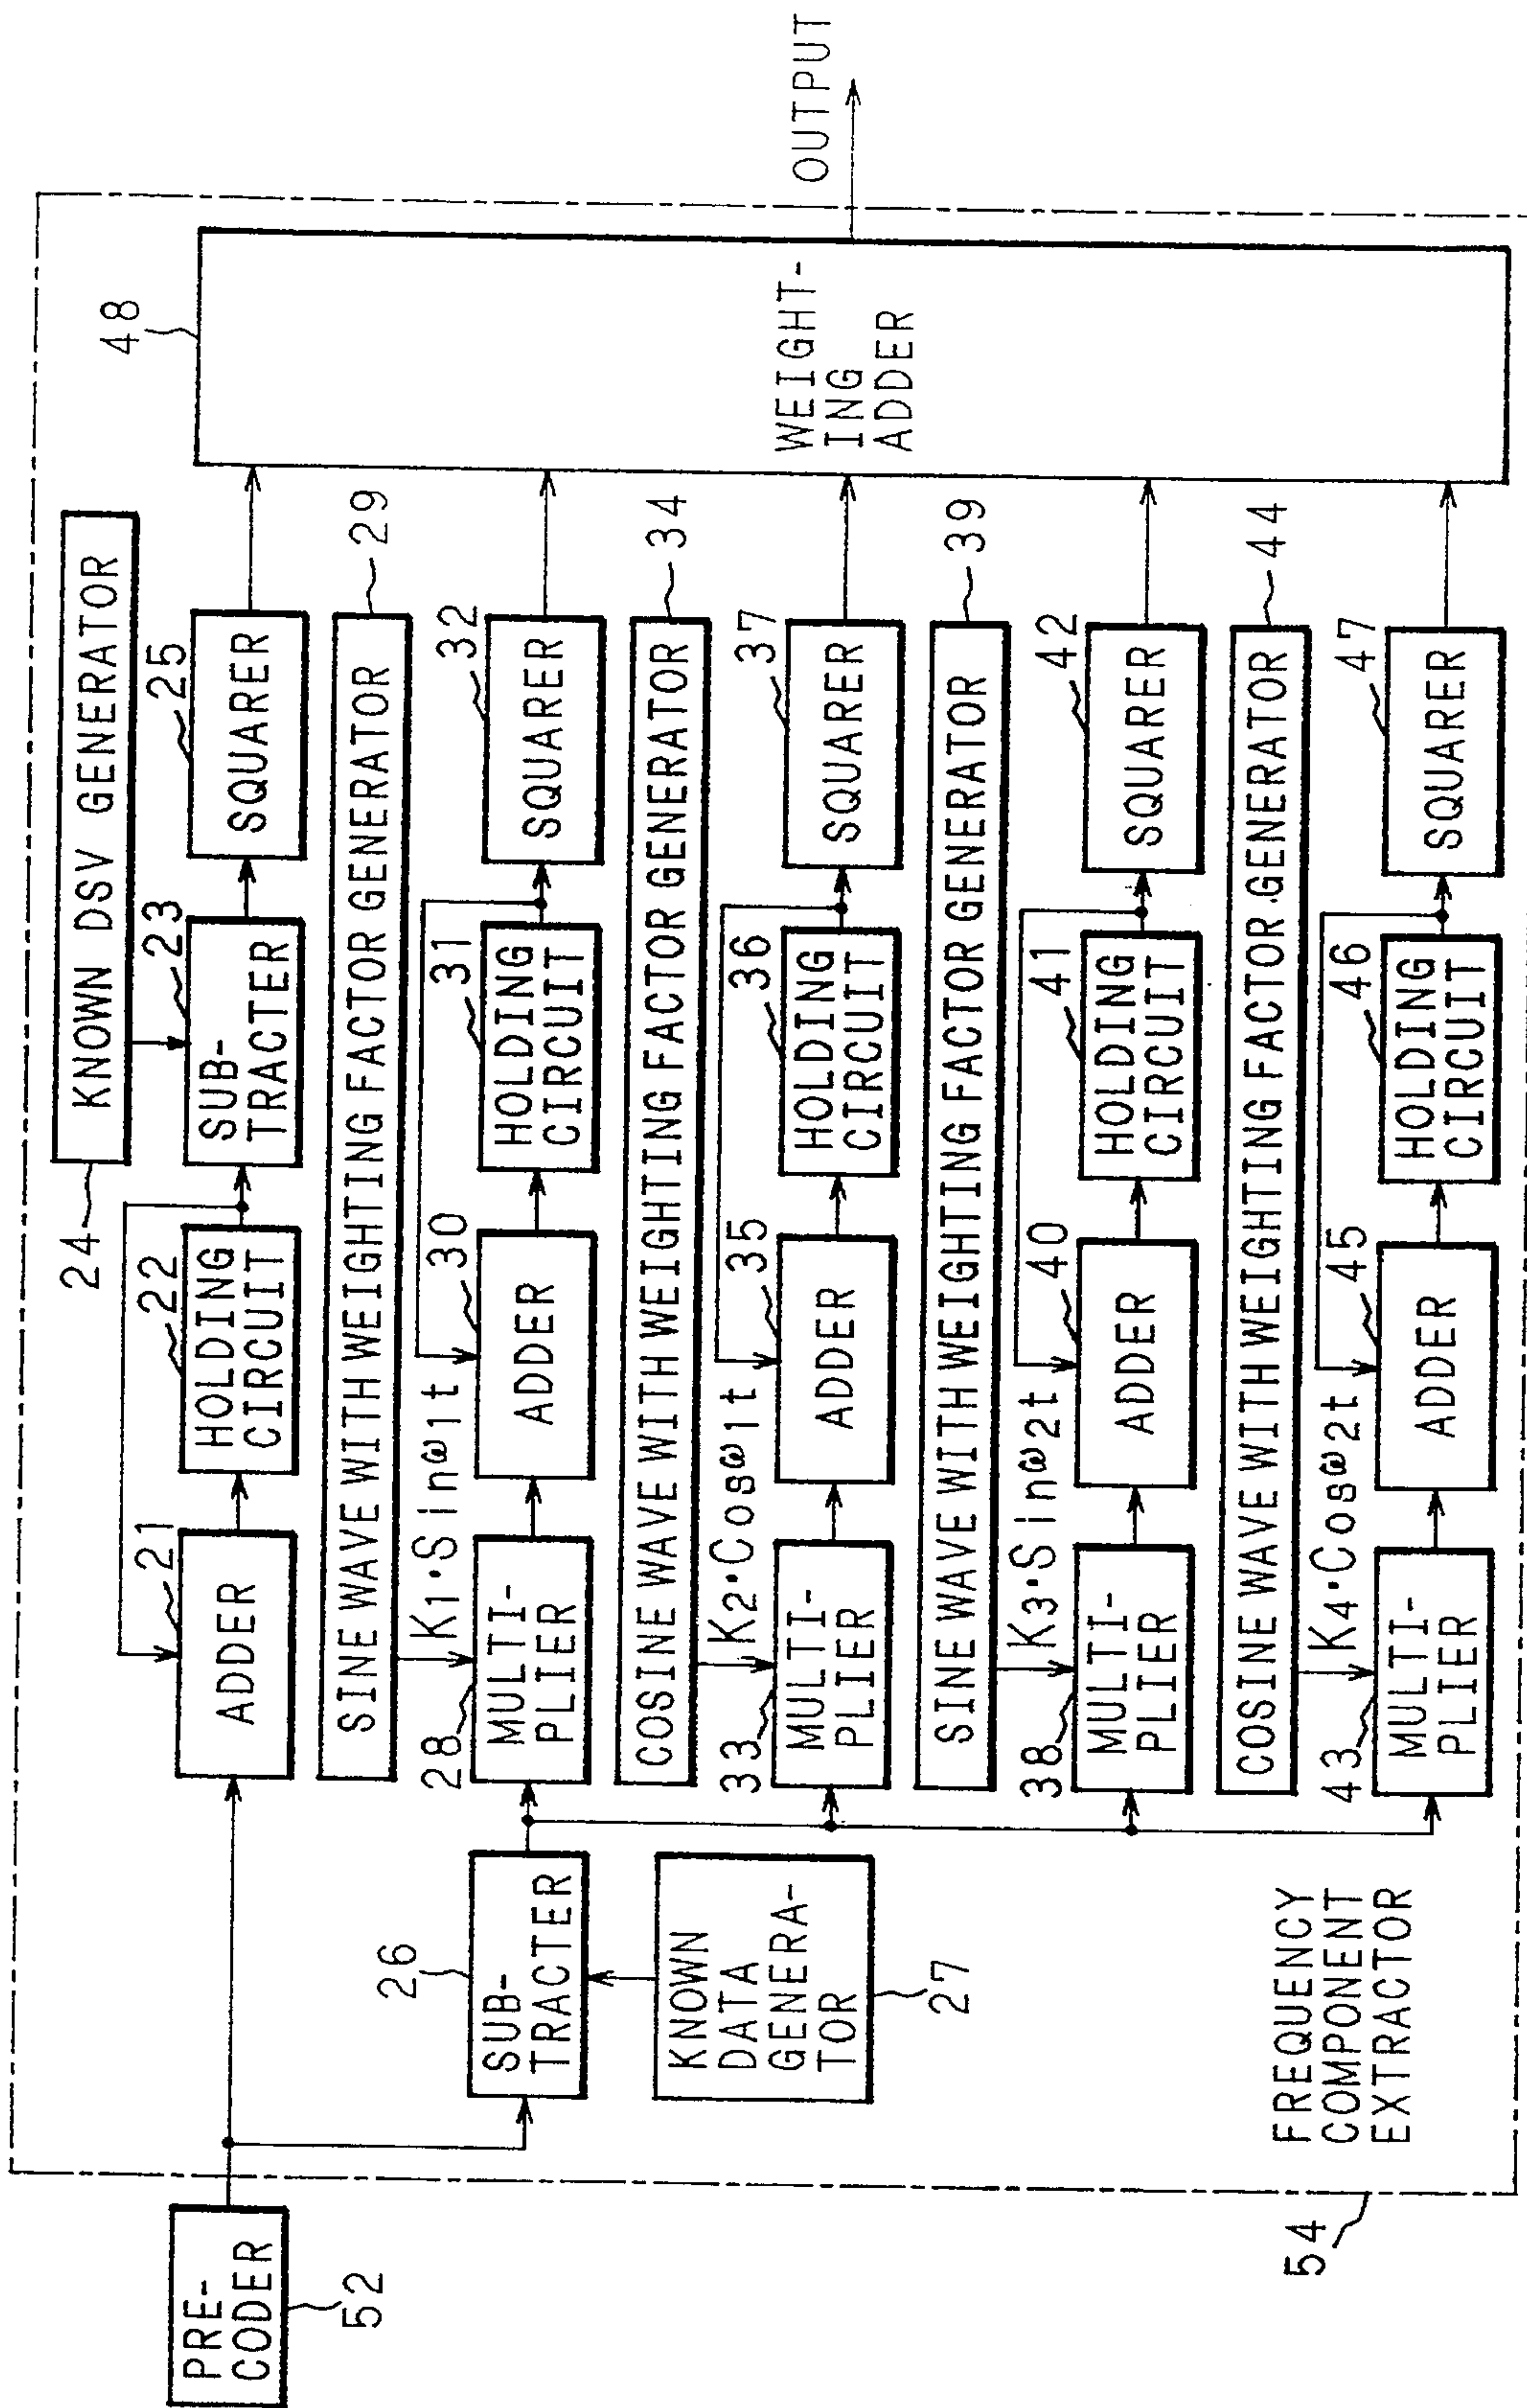 PRE-
CODER
52
24
KNOWN DSV GENERATOR
21
ADDER
22
HOLDING
CIRCUIT
23
SUB-
TRACTER
25
SQUARER
48
WEIGHT-
ING
ADDER
OUTPUT
SINE WAVE WITH WEIGHTING FACTOR GENERATOR
29
K1·Sinω1t
26
SUB-
TRACTER
28
MULTI-
PLIER
30
ADDER
31
HOLDING
CIRCUIT
32
SQUARER
KNOWN
DATA
GENERA-
TOR
27
COSINE WAVE WITH WEIGHTING FACTOR GENERATOR
34
K2·Cosω1t
33
MULTI-
PLIER
35
ADDER
36
HOLDING
CIRCUIT
37
SQUARER
SINE WAVE WITH WEIGHTING FACTOR GENERATOR
39
K3·Sinω2t
38
MULTI-
PLIER
40
ADDER
41
HOLDING
CIRCUIT
42
SQUARER
COSINE WAVE WITH WEIGHTING FACTOR GENERATOR
44
K4·Cosω2t
43
MULTI-
PLIER
45
ADDER
46
HOLDING
CIRCUIT
47
SQUARER
FREQUENCY
COMPONENT
EXTRACTOR
54